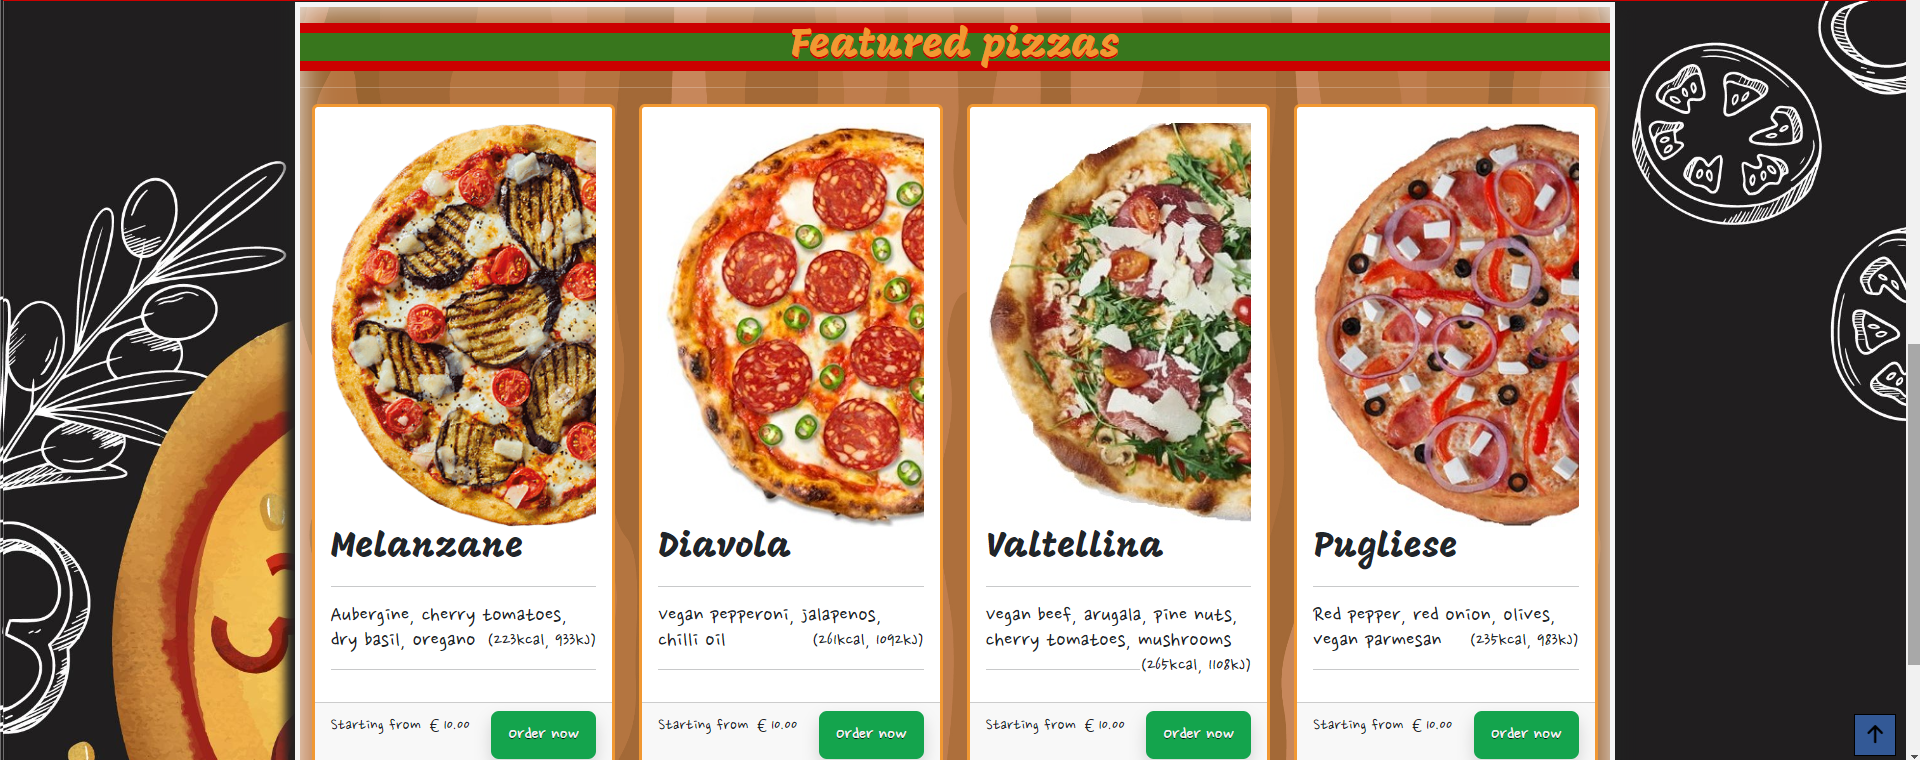 Featured pizzas
Melanzane
Aubergine, cherry tomatoes,
dry basil, oregano (223kcal, 933kJ)
Starting from € 10.00
Order now
Diavola
Vegan pepperoni, jalapenos,
chilli oil (261kcal, 1092kJ)
Starting from € 10.00
Order now
Valtellina
Vegan beef, arugala, pine nuts,
cherry tomatoes, mushrooms
(265kcal, 1108kJ)
Starting from € 10.00
Order now
Pugliese
Red pepper, red onion, olives,
vegan parmesan (235kcal, 983kJ)
Starting from € 10.00
Order now